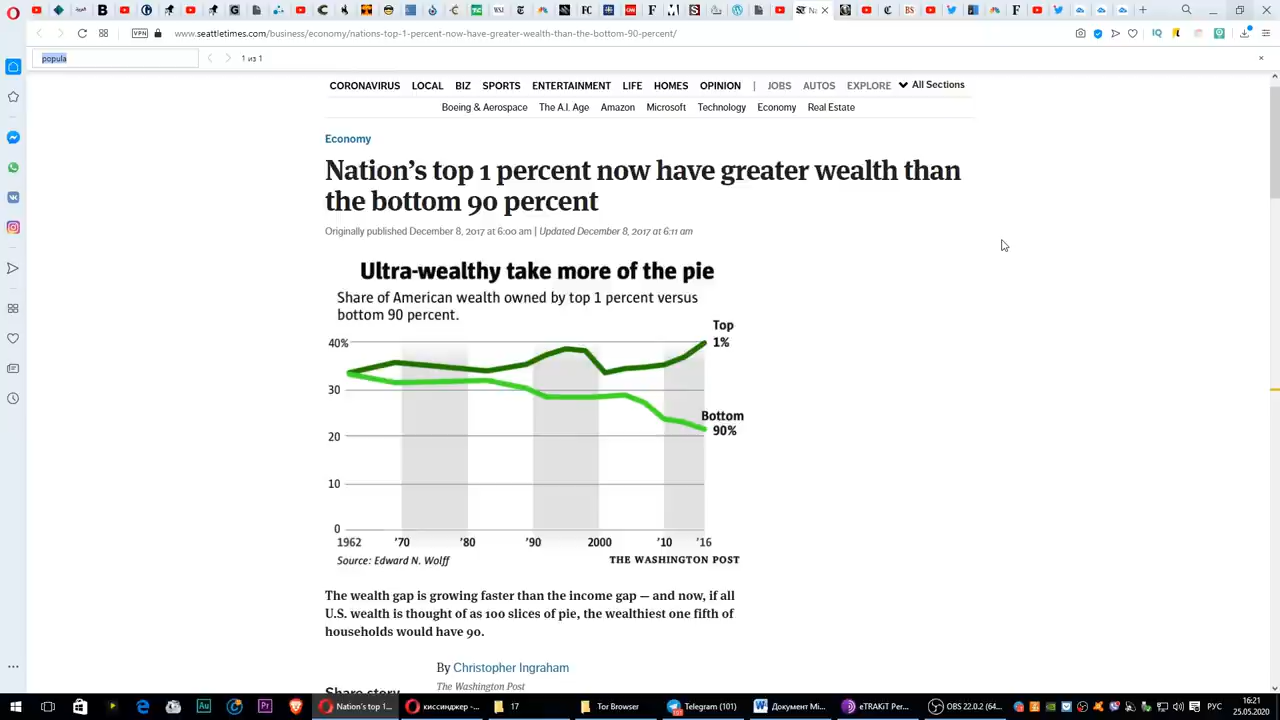 www.seattletimes.com/business/economy/nations-top-1-percent-now-have-greater-wealth-than-the-bottom-90-percent/
VPN
popula
1 из 1
CORONAVIRUS LOCAL BIZ SPORTS ENTERTAINMENT LIFE HOMES OPINION | JOBS AUTOS EXPLORE All Sections
Boeing & Aerospace The A.I. Age Amazon Microsoft Technology Economy Real Estate
Economy
Nation's top 1 percent now have greater wealth than
the bottom 90 percent
Originally published December 8, 2017 at 6:00 am | Updated December 8, 2017 at 6:11 am
Ultra-wealthy take more of the pie
Share of American wealth owned by top 1 percent versus
bottom 90 percent.
Top
1%
40%
30
Bottom
90%
20
10
0
1962 '70 '80 '90 2000 '10 '16
Source: Edward N. Wolff THE WASHINGTON POST
The wealth gap is growing faster than the income gap — and now, if all
U.S. wealth is thought of as 100 slices of pie, the wealthiest one fifth of
households would have 90.
By Christopher Ingraham
The Washington Post
Share story
Nation's top 1... киссинджер -... 17 Tor Browser Telegram (101) Документ Mi... eTRAKiT Per... OBS 22.0.2 (64... РУС
16:21
25.05.2020